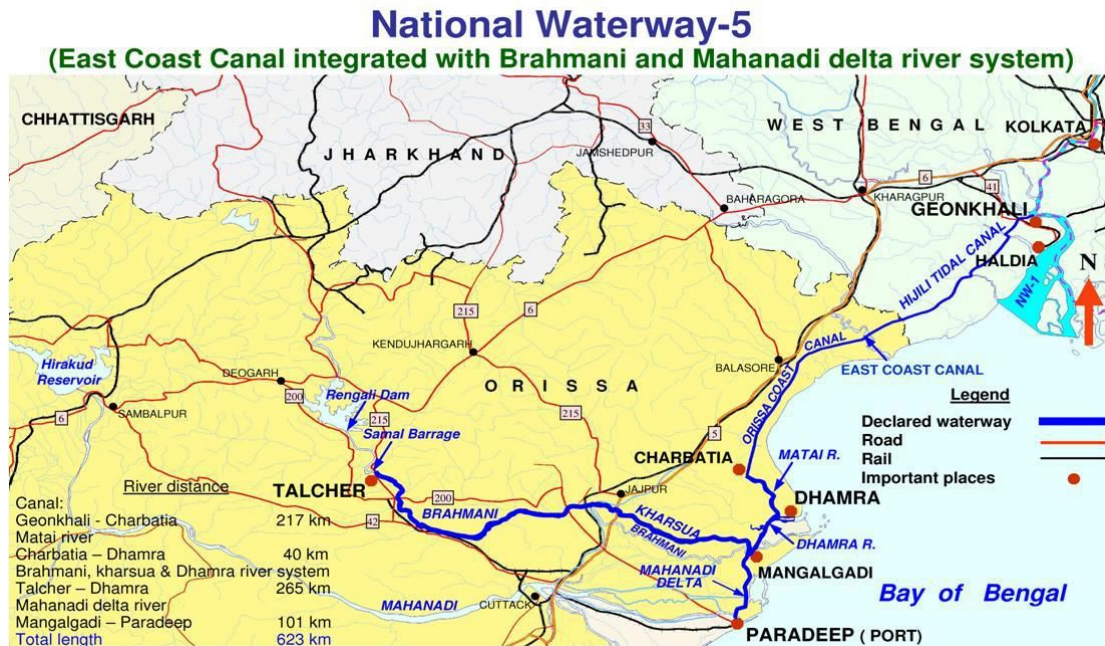 National Waterway-5
(East Coast Canal integrated with Brahmani and Mahanadi delta river system)
CHHATTISGARH
JHARKHAND
33
JAMSHEDPUR
WEST BENGAL
KOLKATA
6
41
KHARAGPUR
BAHARAGORA
GEONKHALI
HALDIA
N
HIJILI TIDAL CANAL
NW-1
215
6
KENDUJHARGARH
Hirakud
Reservoir
DEOGARH
200
Rengali Dam
ORISSA
BALASORE
CANAL
ORISSA COAST
EAST COAST CANAL
6
SAMBALPUR
215
Samal Barrage
215
5
CHARBATIA
MATAI R.
Legend
Declared waterway
Road
Rail
Important places
TALCHER
200
BRAHMANI
42
JAJPUR
KHARSUA
BRAHMANI
DHAMRA
DHAMRA R.
MANGALGADI
MAHANADI
DELTA
MAHANADI
CUTTACK
Bay of Bengal
PARADEEP (PORT)
River distance
Canal:
Geonkhali - Charbatia 217 km
Matai river
Charbatia – Dhamra 40 km
Brahmani, kharsua & Dhamra river system
Talcher – Dhamra 265 km
Mahanadi delta river
Mangalgadi – Paradeep 101 km
Total length 623 km